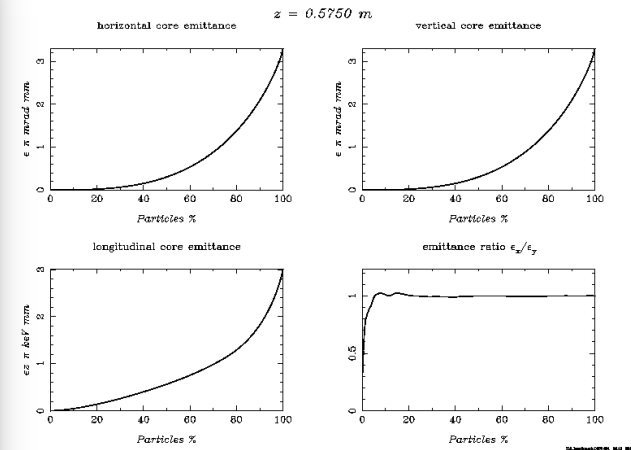 z = 0.5750 m
horizontal core emittance
vertical core emittance
ε π mrad mm
0 1 2 3
0 20 40 60 80 100
Particles %
ε π mrad mm
0 1 2 3
0 20 40 60 80 100
Particles %
longitudinal core emittance
emittance ratio ϵx/ϵy
εz π keV mm
0 1 2 3
0 20 40 60 80 100
Particles %
0 0.5 1
0 20 40 60 80 100
Particles %